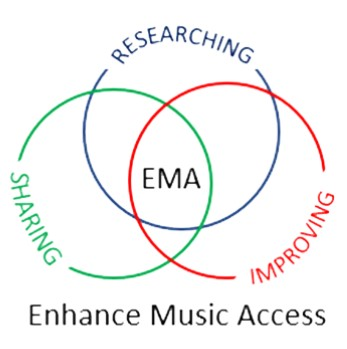 RESEARCHING
SHARING
EMA
IMPROVING
Enhance Music Access